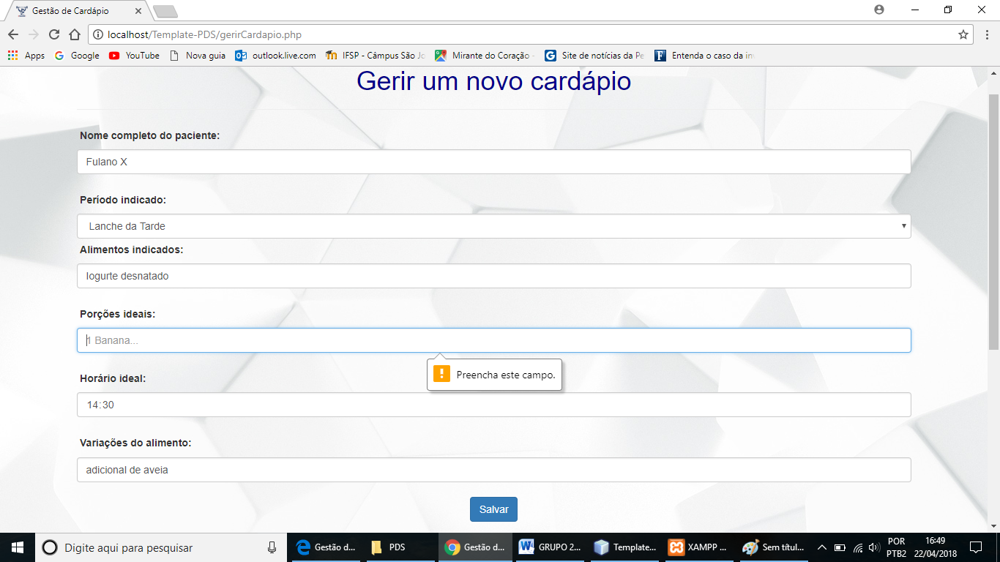 Gestão de Cardápio
localhost/Template-PDS/gerirCardapio.php
Apps Google YouTube Nova guia outlook.live.com IFSP - Câmpus São Jo Mirante do Coração - Site de notícias da Pe Entenda o caso da in
Gerir um novo cardápio
Nome completo do paciente:
Fulano X
Período indicado:
Lanche da Tarde
Alimentos indicados:
Iogurte desnatado
Porções ideais:
1 Banana...
Preencha este campo.
Horário ideal:
14:30
Variações do alimento:
adicional de aveia
Salvar
Digite aqui para pesquisar Gestão d... PDS Gestão d... GRUPO 2... Template... XAMPP ... Sem títul... POR 16:49
PTB2 22/04/2018